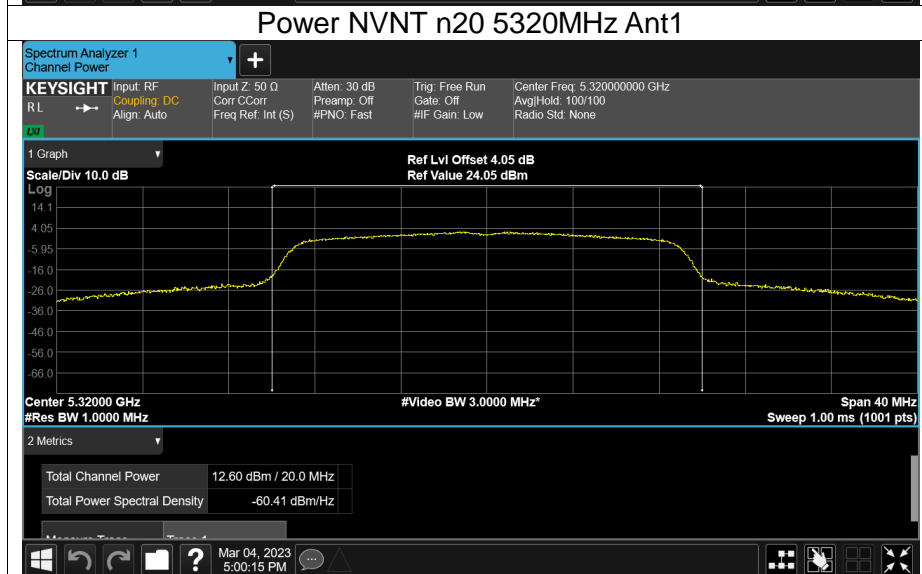 Power NVNT n20 5320MHz Ant1
Spectrum Analyzer 1
Channel Power
+
KEYSIGHT
R L
LXI
Input: RF
Coupling: DC
Align: Auto
Input Z: 50 Ω
Corr CCorr
Freq Ref: Int (S)
Atten: 30 dB
Preamp: Off
#PNO: Fast
Trig: Free Run
Gate: Off
#IF Gain: Low
Center Freq: 5.320000000 GHz
Avg|Hold: 100/100
Radio Std: None
1 Graph
Scale/Div 10.0 dB
Ref Lvl Offset 4.05 dB
Ref Value 24.05 dBm
Log
14.1
4.05
-5.95
-16.0
-26.0
-36.0
-46.0
-56.0
-66.0
Center 5.32000 GHz
#Res BW 1.0000 MHz
#Video BW 3.0000 MHz*
Span 40 MHz
Sweep 1.00 ms (1001 pts)
2 Metrics
Total Channel Power 12.60 dBm / 20.0 MHz
Total Power Spectral Density -60.41 dBm/Hz
?
Mar 04, 2023
5:00:15 PM